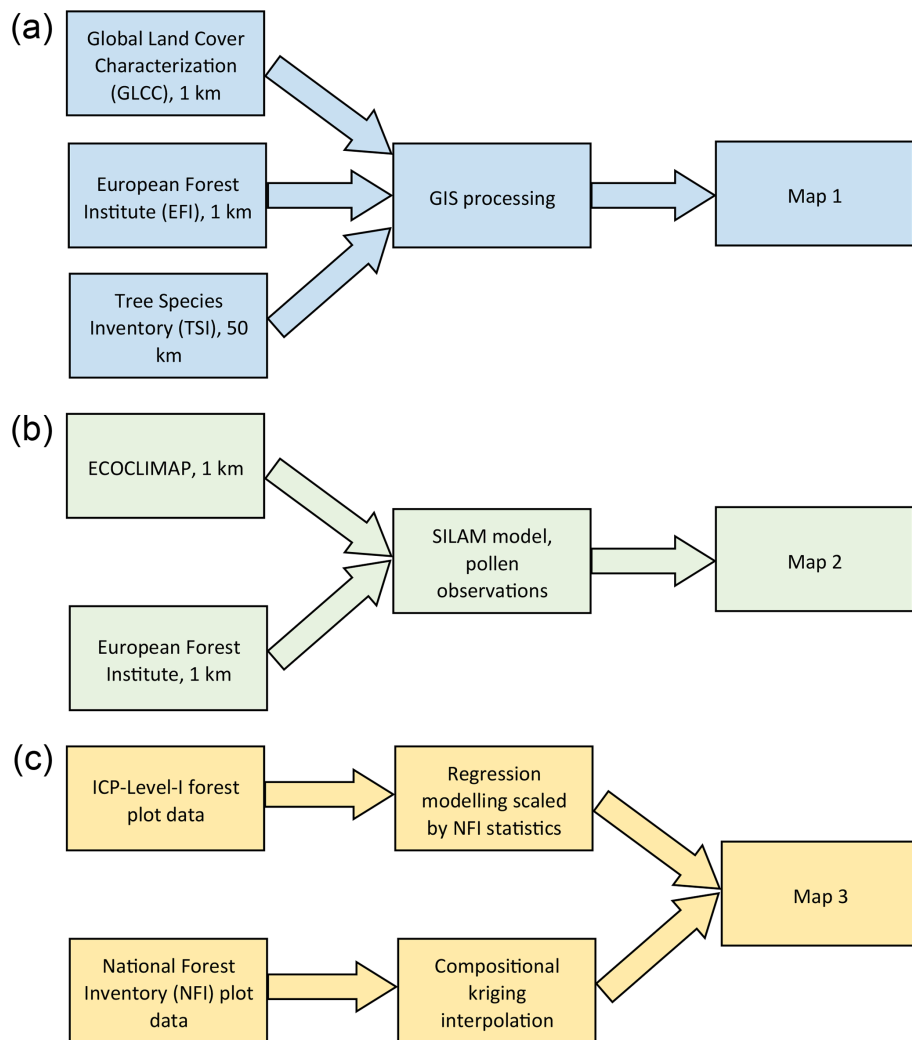 (a)
Global Land Cover
Characterization
(GLCC), 1 km
European Forest
Institute (EFI), 1 km
Tree Species
Inventory (TSI), 50
km
GIS processing
Map 1
(b)
ECOCLIMAP, 1 km
European Forest
Institute, 1 km
SILAM model,
pollen
observations
Map 2
(c)
ICP-Level-I forest
plot data
Regression
modelling scaled
by NFI statistics
National Forest
Inventory (NFI) plot
data
Compositional
kriging
interpolation
Map 3